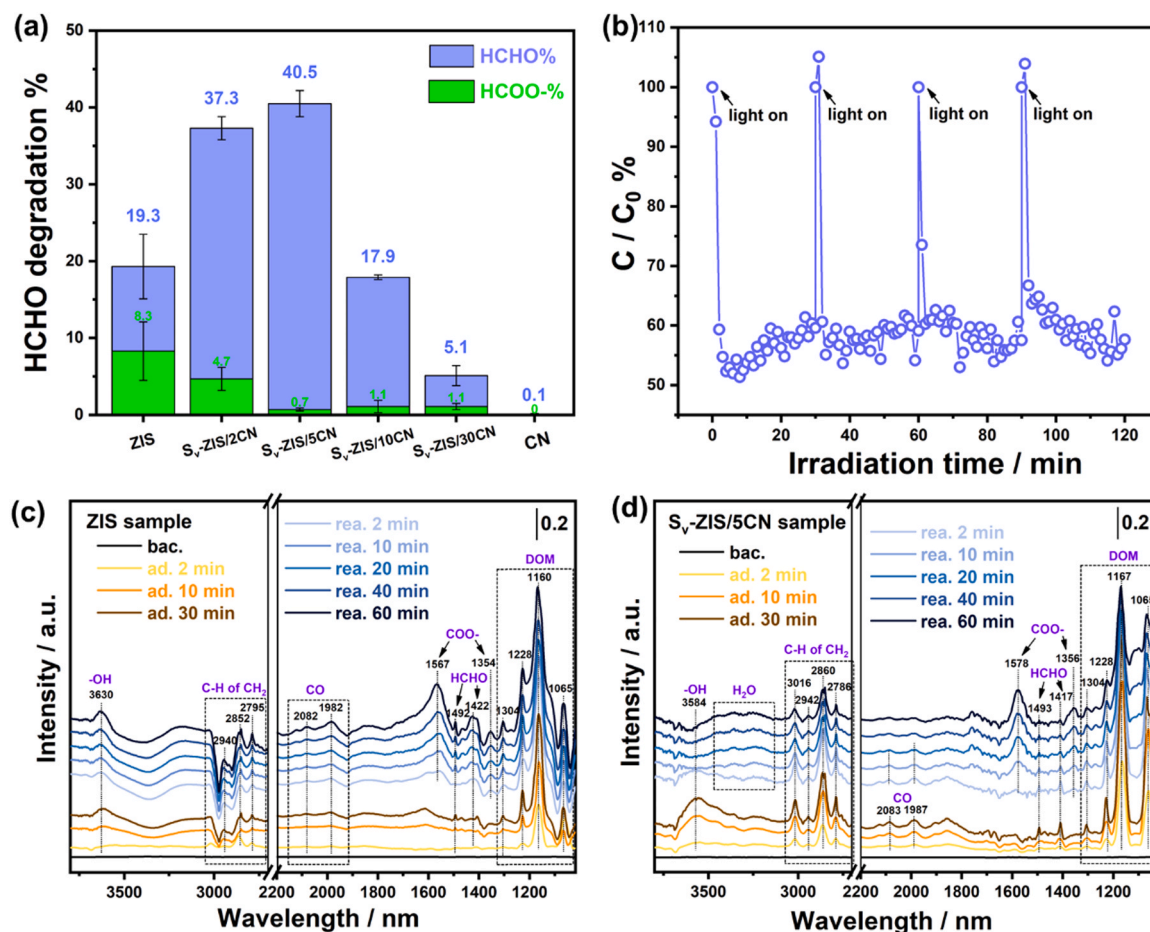 (a)
HCHO degradation %
50
40
30
20
10
0
HCHO%
HCOO-%
19.3
8.3
37.3
4.7
40.5
0.7
17.9
1.1
5.1
1.1
0.1
0
ZIS
Sᵥ-ZIS/2CN
Sᵥ-ZIS/5CN
Sᵥ-ZIS/10CN
Sᵥ-ZIS/30CN
CN
(b)
C / C₀ %
110
100
90
80
70
60
50
light on
light on
light on
light on
0
20
40
60
80
100
120
Irradiation time / min
(c)
Intensity / a.u.
ZIS sample
bac.
ad. 2 min
ad. 10 min
ad. 30 min
rea. 2 min
rea. 10 min
rea. 20 min
rea. 40 min
rea. 60 min
0.2
DOM
1160
COO-
1567
1354
1228
HCHO
1492
1422
1304
1065
-OH
3630
C-H of CH₂
2940
2852
2795
CO
2082
1982
3500
3000
2200
2000
1800
1600
1400
1200
Wavelength / nm
(d)
Intensity / a.u.
Sᵥ-ZIS/5CN sample
bac.
ad. 2 min
ad. 10 min
ad. 30 min
rea. 2 min
rea. 10 min
rea. 20 min
rea. 40 min
rea. 60 min
0.2
DOM
1167
1065
COO-
1578
1356
1228
HCHO
1493
1417
1304
-OH
3584
H₂O
C-H of CH₂
3016
2942
2860
2786
CO
2083
1987
3500
3000
2200
2000
1800
1600
1400
1200
Wavelength / nm